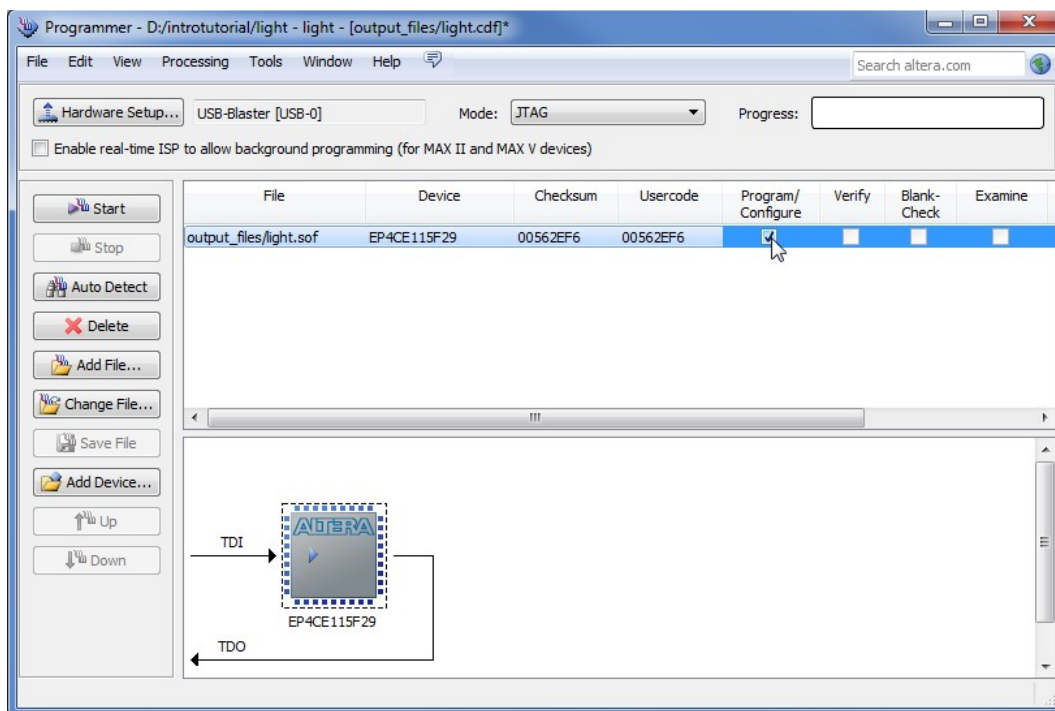 Programmer - D:/introtutorial/light - light - [output_files/light.cdf]*
File Edit View Processing Tools Window Help
Search altera.com
Hardware Setup... USB-Blaster [USB-0] Mode: JTAG Progress:
Enable real-time ISP to allow background programming (for MAX II and MAX V devices)
Start
Stop
Auto Detect
Delete
Add File...
Change File...
Save File
Add Device...
Up
Down
File Device Checksum Usercode Program/ Verify Blank- Examine
Configure Check
output_files/light.sof EP4CE115F29 00562EF6 00562EF6
TDI
ALTERA
EP4CE115F29
TDO